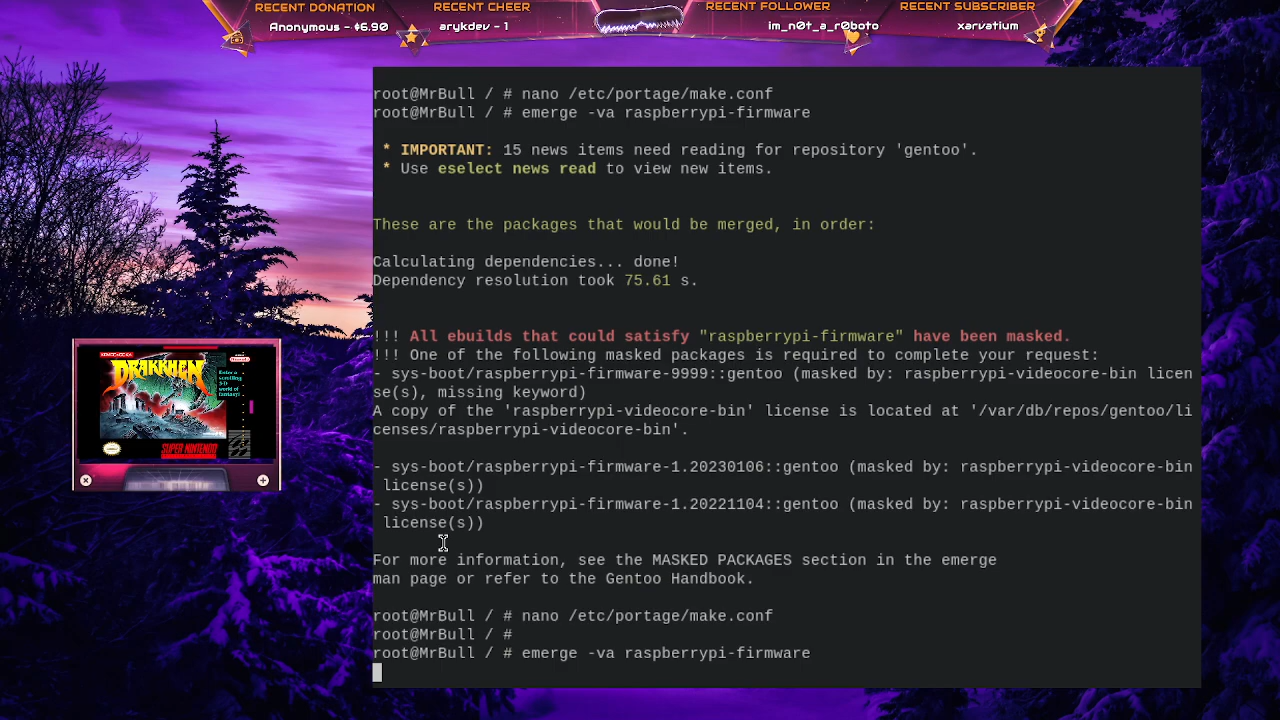 RECENT DONATION
Anonymous - $6.90
RECENT CHEER
arykdev - 1
RECENT FOLLOWER
im_n0t_a_r0boto
RECENT SUBSCRIBER
xarvatium
root@MrBull / # nano /etc/portage/make.conf
root@MrBull / # emerge -va raspberrypi-firmware
* IMPORTANT: 15 news items need reading for repository 'gentoo'.
* Use eselect news read to view new items.
These are the packages that would be merged, in order:
Calculating dependencies... done!
Dependency resolution took 75.61 s.
!!! All ebuilds that could satisfy "raspberrypi-firmware" have been masked.
!!! One of the following masked packages is required to complete your request:
- sys-boot/raspberrypi-firmware-9999::gentoo (masked by: raspberrypi-videocore-bin licen
se(s), missing keyword)
A copy of the 'raspberrypi-videocore-bin' license is located at '/var/db/repos/gentoo/li
censes/raspberrypi-videocore-bin'.
- sys-boot/raspberrypi-firmware-1.20230106::gentoo (masked by: raspberrypi-videocore-bin
license(s))
- sys-boot/raspberrypi-firmware-1.20221104::gentoo (masked by: raspberrypi-videocore-bin
license(s))
For more information, see the MASKED PACKAGES section in the emerge
man page or refer to the Gentoo Handbook.
root@MrBull / # nano /etc/portage/make.conf
root@MrBull / #
root@MrBull / # emerge -va raspberrypi-firmware
DRAKKHEN
Enter a
scrolling
3-D
world of
fantasy!
SUPER NINTENDO